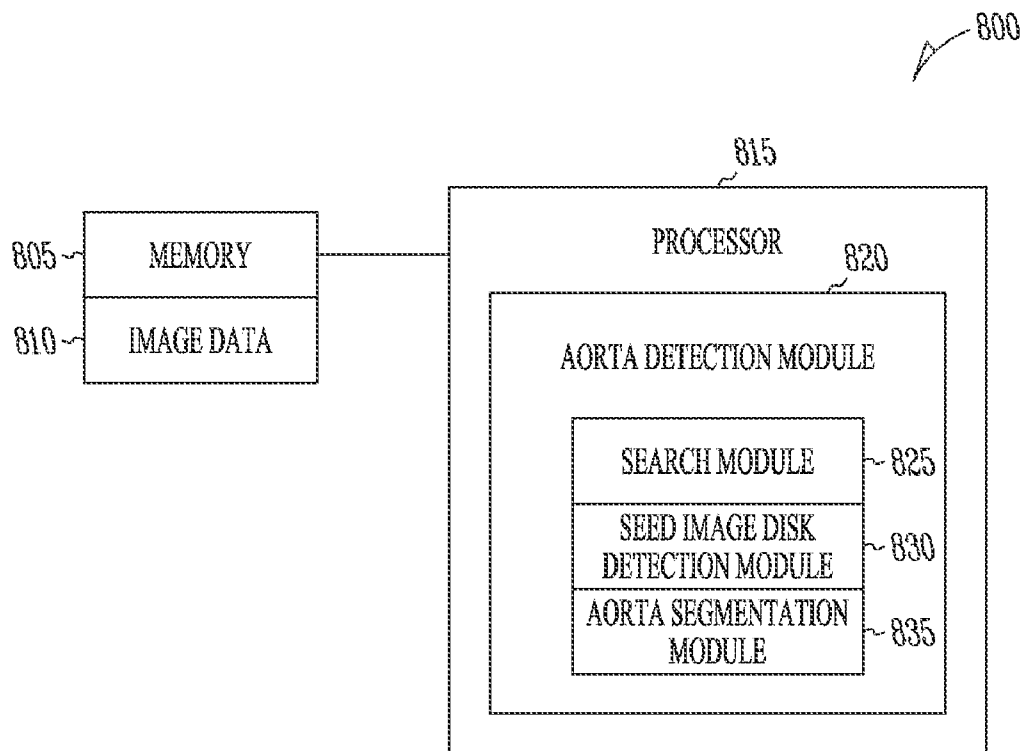 800
815
805
MEMORY
PROCESSOR
820
810
IMAGE DATA
AORTA DETECTION MODULE
SEARCH MODULE
825
SEED IMAGE DISK
DETECTION MODULE
830
AORTA SEGMENTATION
MODULE
835